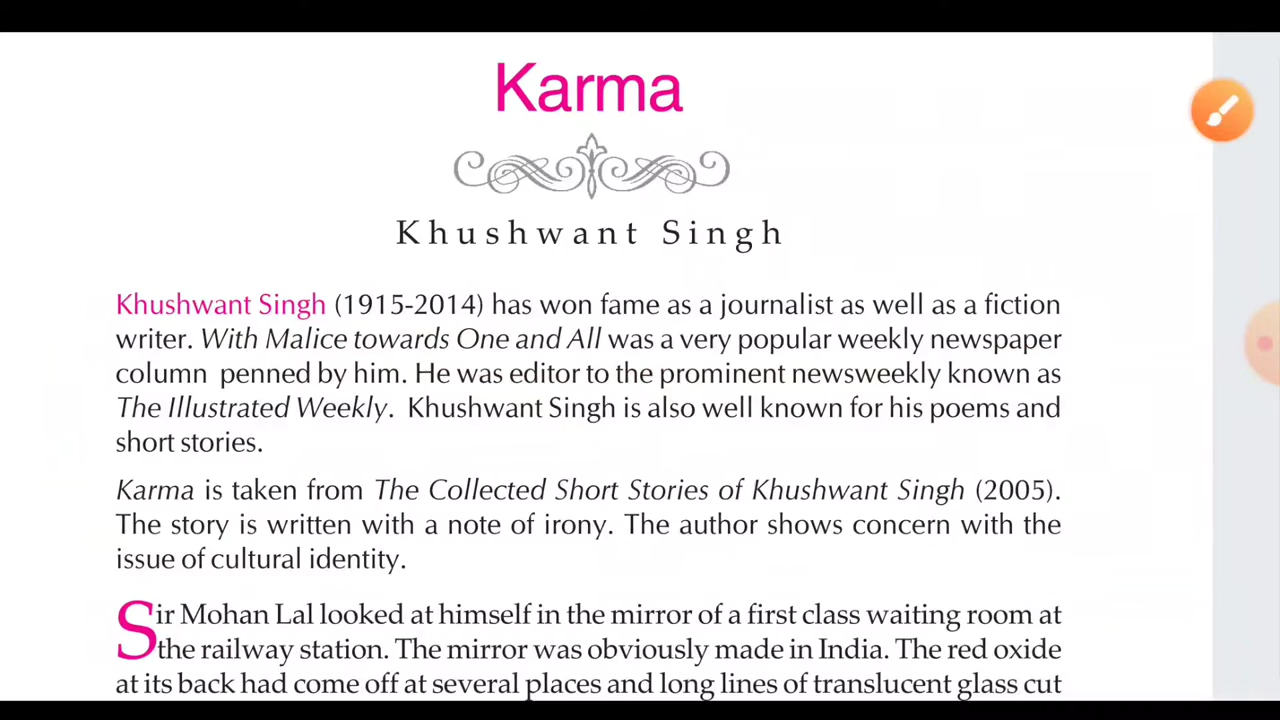 Karma
Khushwant Singh
Khushwant Singh (1915-2014) has won fame as a journalist as well as a fiction
writer. With Malice towards One and All was a very popular weekly newspaper
column penned by him. He was editor to the prominent newsweekly known as
The Illustrated Weekly. Khushwant Singh is also well known for his poems and
short stories.
Karma is taken from The Collected Short Stories of Khushwant Singh (2005).
The story is written with a note of irony. The author shows concern with the
issue of cultural identity.
Sir Mohan Lal looked at himself in the mirror of a first class waiting room at
the railway station. The mirror was obviously made in India. The red oxide
at its back had come off at several places and long lines of translucent glass cut